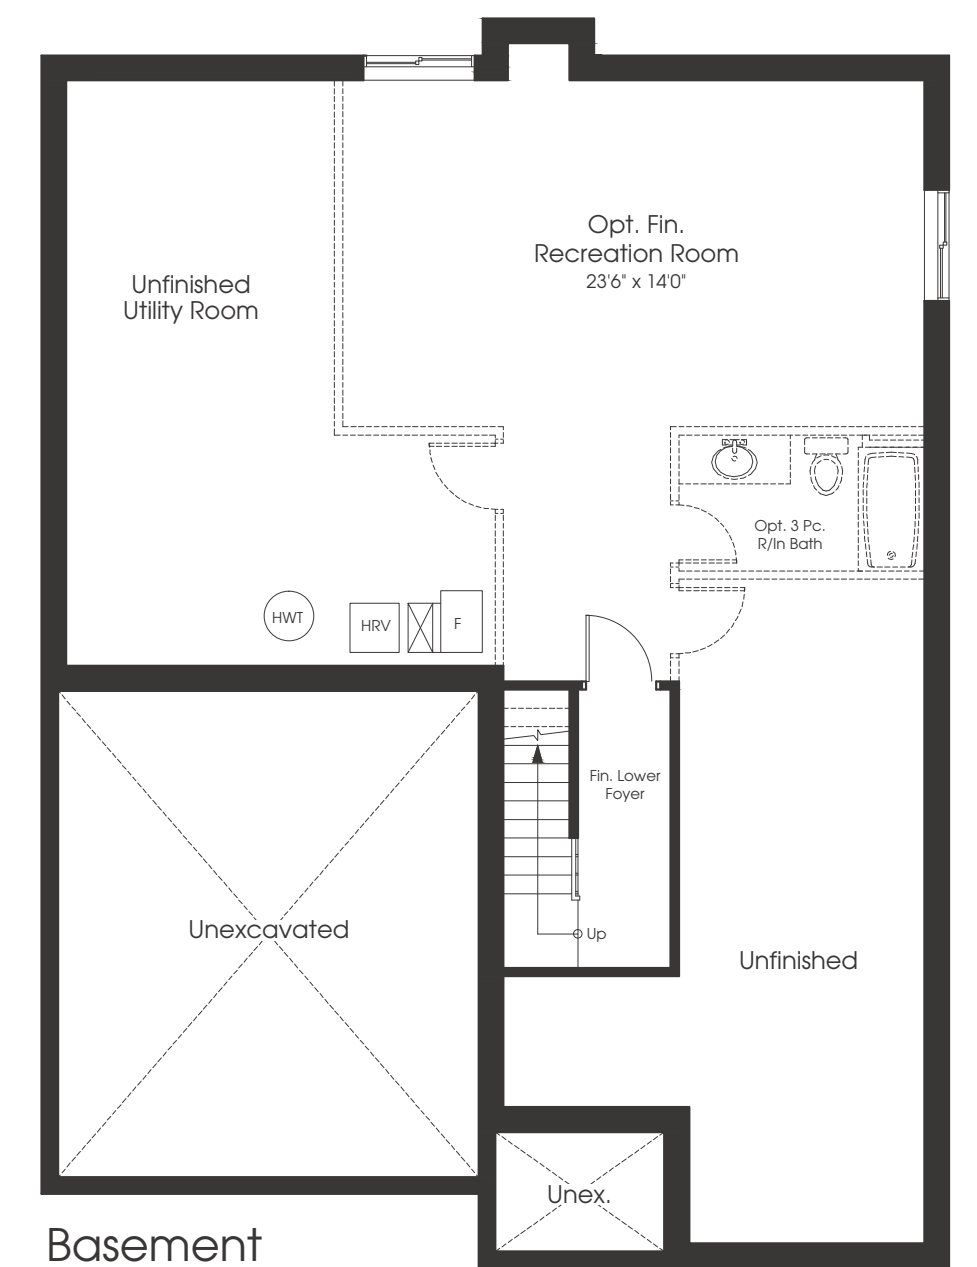 Opt. Fin.
Recreation Room
23'6" x 14'0"
Unfinished
Utility Room
Opt. 3 Pc.
R/In Bath
HWT
HRV
F
Fin. Lower
Foyer
Unexcavated
Up
Unfinished
Unex.
Basement